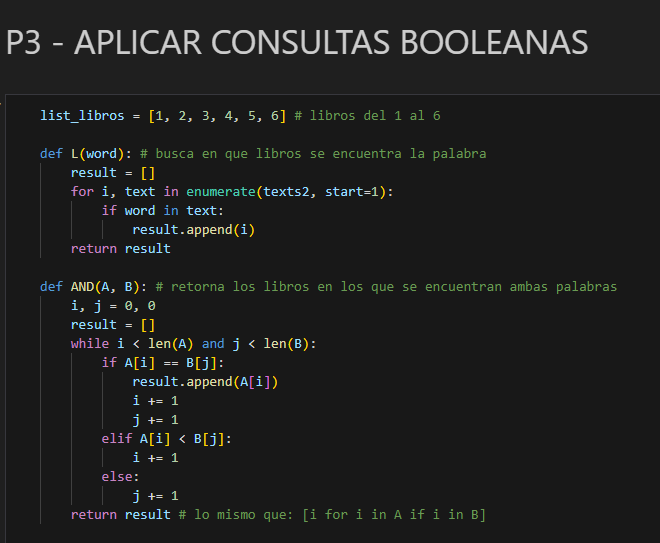 P3 - APLICAR CONSULTAS BOOLEANAS
list_libros = [1, 2, 3, 4, 5, 6] # libros del 1 al 6
def L(word): # busca en que libros se encuentra la palabra
    result = []
    for i, text in enumerate(texts2, start=1):
        if word in text:
            result.append(i)
    return result
def AND(A, B): # retorna los libros en los que se encuentran ambas palabras
    i, j = 0, 0
    result = []
    while i < len(A) and j < len(B):
        if A[i] == B[j]:
            result.append(A[i])
            i += 1
            j += 1
        elif A[i] < B[j]:
            i += 1
        else:
            j += 1
    return result # lo mismo que: [i for i in A if i in B]